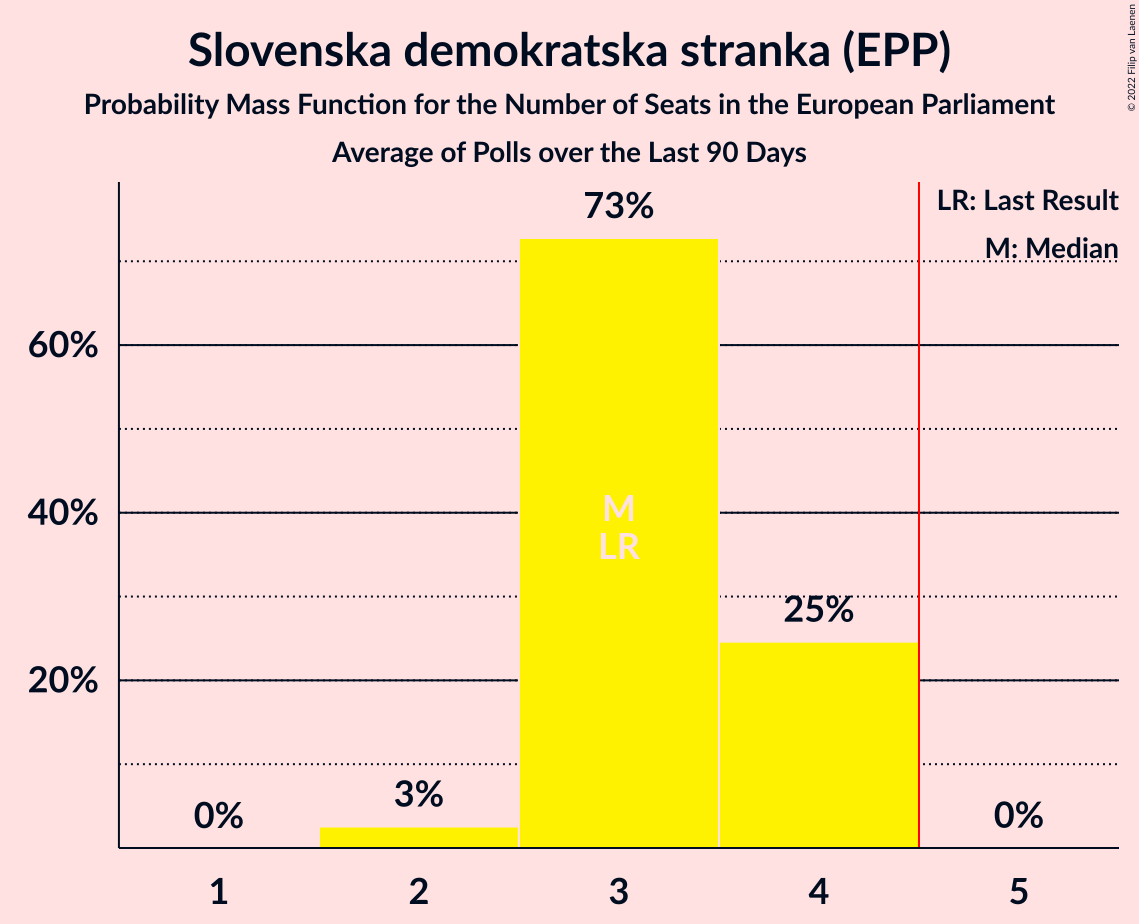 Slovenska demokratska stranka (EPP)
Probability Mass Function for the Number of Seats in the European Parliament
Average of Polls over the Last 90 Days
© 2022 Filip van Laenen
LR: Last Result
M: Median
73%
60%
40%
M
LR
25%
20%
3%
0%
0%
1 2 3 4 5